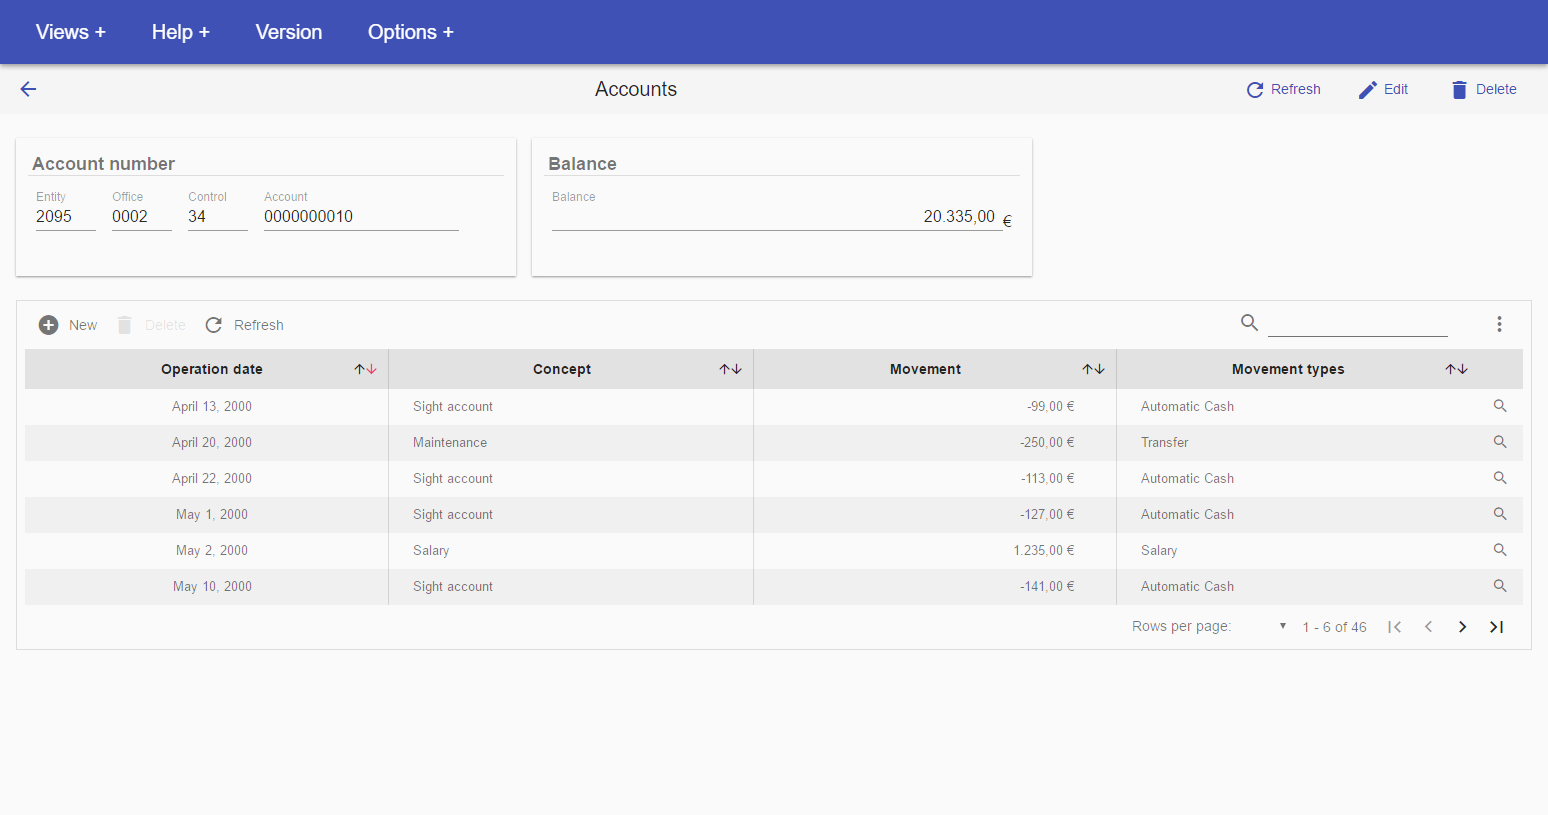 Views + Help + Version Options +
Accounts Refresh Edit Delete
Account number
Entity Office Control Account
2095 0002 34 0000000010
Balance
Balance
20.335,00 €
New Delete Refresh
Operation date Concept Movement Movement types
April 13, 2000 Sight account -99,00 € Automatic Cash
April 20, 2000 Maintenance -250,00 € Transfer
April 22, 2000 Sight account -113,00 € Automatic Cash
May 1, 2000 Sight account -127,00 € Automatic Cash
May 2, 2000 Salary 1.235,00 € Salary
May 10, 2000 Sight account -141,00 € Automatic Cash
Rows per page: 1 - 6 of 46